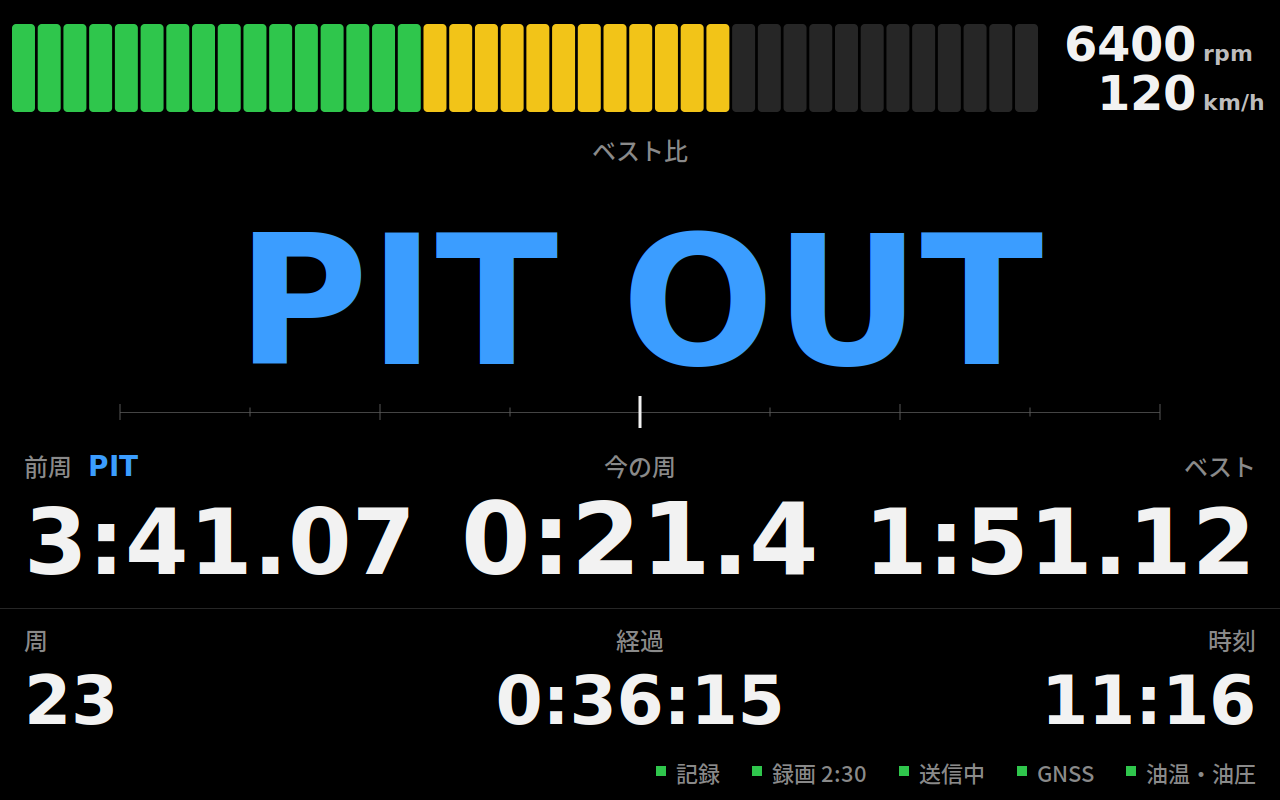 6400 rpm
120 km/h
ベスト比
PIT OUT
前周 PIT 今の周 ベスト
3:41.07 0:21.4 1:51.12
周 経過 時刻
23 0:36:15 11:16
記録 録画 2:30 送信中 GNSS 油温・油圧